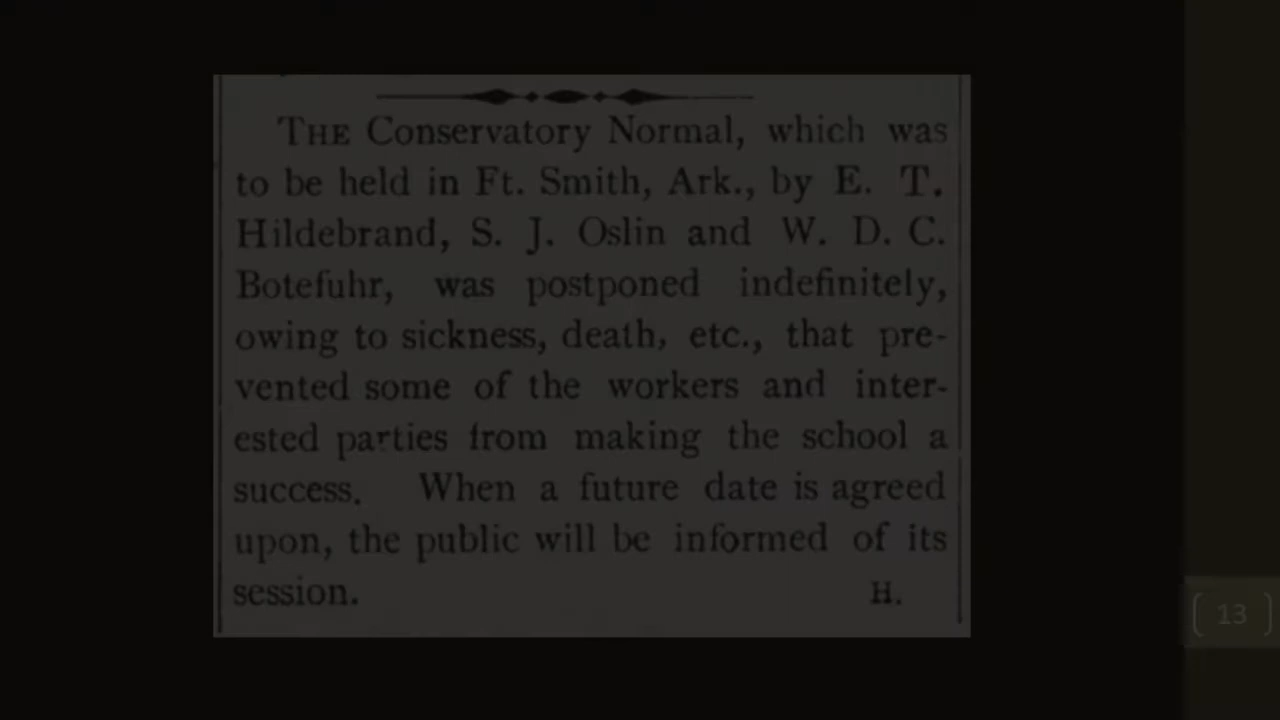 THE Conservatory Normal, which was
to be held in Ft. Smith, Ark., by E. T.
Hildebrand, S. J. Oslin and W. D. C.
Botefuhr, was postponed indefinitely,
owing to sickness, death, etc., that pre-
vented some of the workers and inter-
ested parties from making the school a
success. When a future date is agreed
upon, the public will be informed of its
session. H.
13